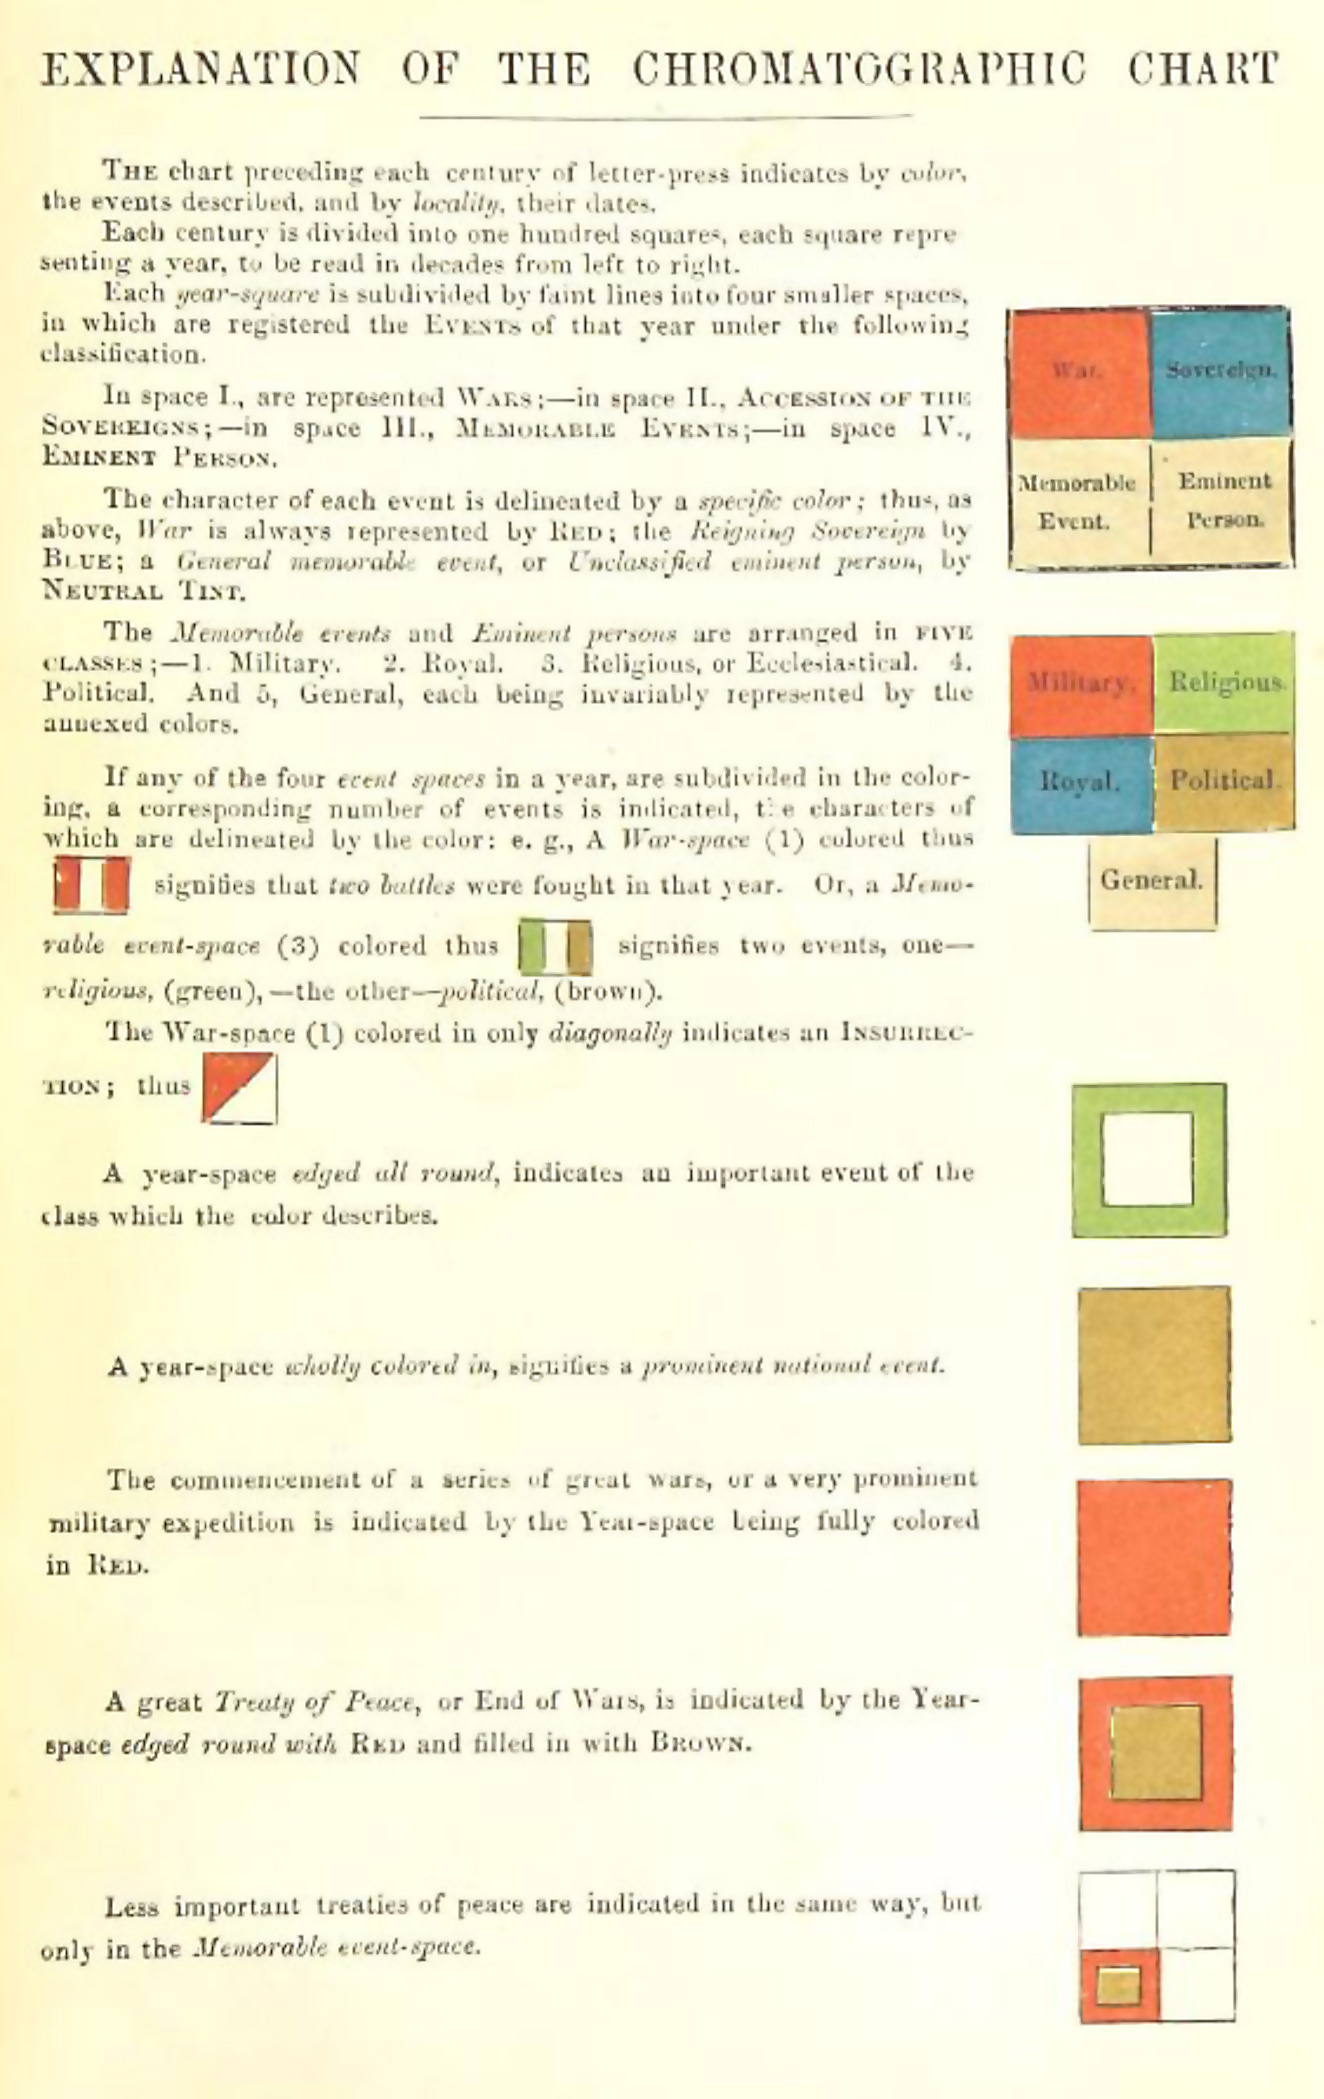 EXPLANATION OF THE CHROMATOGRAPHIC CHART
THE chart preceding each century of letter-press indicates by color,
the events described, and by locality, their dates.
Each century is divided into one hundred squares, each square repre
senting a year, to be read in decades from left to right.
Each year-square is subdivided by faint lines into four smaller spaces,
in which are registered the EVENTS of that year under the following
classification.
In space I., are represented WARS;—in space II., ACCESSION OF THE
SOVEREIGNS;—in space III., MEMORABLE EVENTS;—in space IV.,
EMINENT PERSON.
The character of each event is delineated by a specific color; thus, as
above, War is always represented by RED; the Reigning Sovereign by
BLUE; a General memorable event, or Unclassified eminent person, by
NEUTRAL TINT.
The Memorable events and Eminent persons are arranged in FIVE
CLASSES;—1. Military. 2. Royal. 3. Religious, or Ecclesiastical. 4.
Political. And 5, General, each being invariably represented by the
annexed colors.
If any of the four event spaces in a year, are subdivided in the color-
ing, a corresponding number of events is indicated, the characters of
which are delineated by the color: e. g., A War-space (1) colored thus
signifies that two battles were fought in that year. Or, a Memo-
rable event-space (3) colored thus signifies two events, one—
religious, (green),—the other—political, (brown).
The War-space (1) colored in only diagonally indicates an INSURREC-
TION; thus
A year-space edged all round, indicates an important event of the
class which the color describes.
A year-space wholly colored in, signifies a prominent national event.
The commencement of a series of great wars, or a very prominent
military expedition is indicated by the Year-space being fully colored
in RED.
A great Treaty of Peace, or End of Wars, is indicated by the Year-
space edged round with RED and filled in with BROWN.
Less important treaties of peace are indicated in the same way, but
only in the Memorable event-space.
War. Sovereign.
Memorable Eminent
Event. Person.
Military. Religious.
Royal. Political.
General.